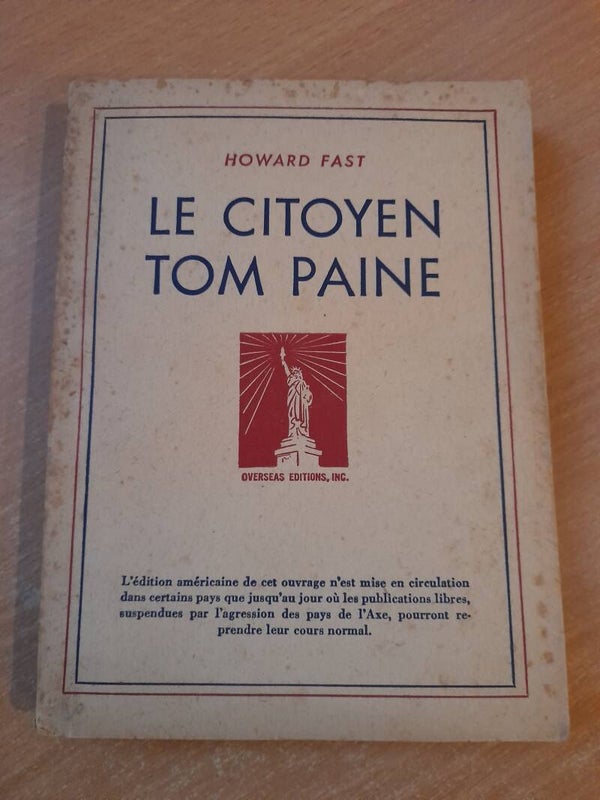 HOWARD FAST
LE CITOYEN
TOM PAINE
OVERSEAS EDITIONS, INC.
L'édition américaine de cet ouvrage n'est mise en circulation
dans certains pays que jusqu'au jour où les publications libres,
suspendues par l'agression des pays de l'Axe, pourront re-
prendre leur cours normal.